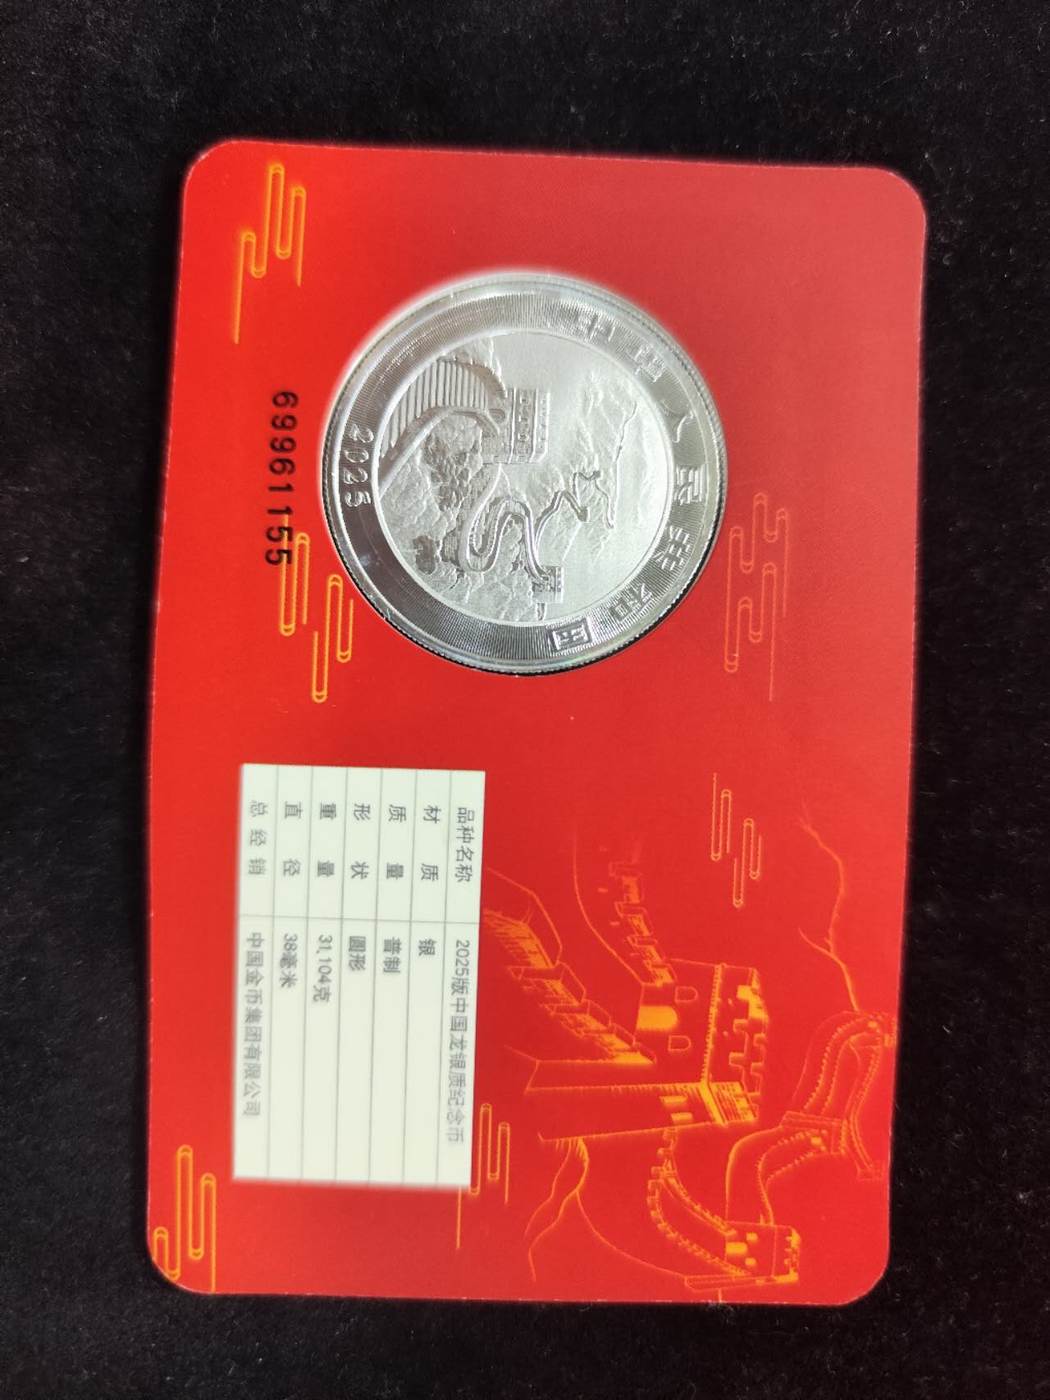 中华人民共和国
2025
69961155
品种名称 2025版中国龙银质纪念币
材质 银
质量 普制
形状 圆形
重量 31,104克
直径 38毫米
总经销 中国金币集团有限公司